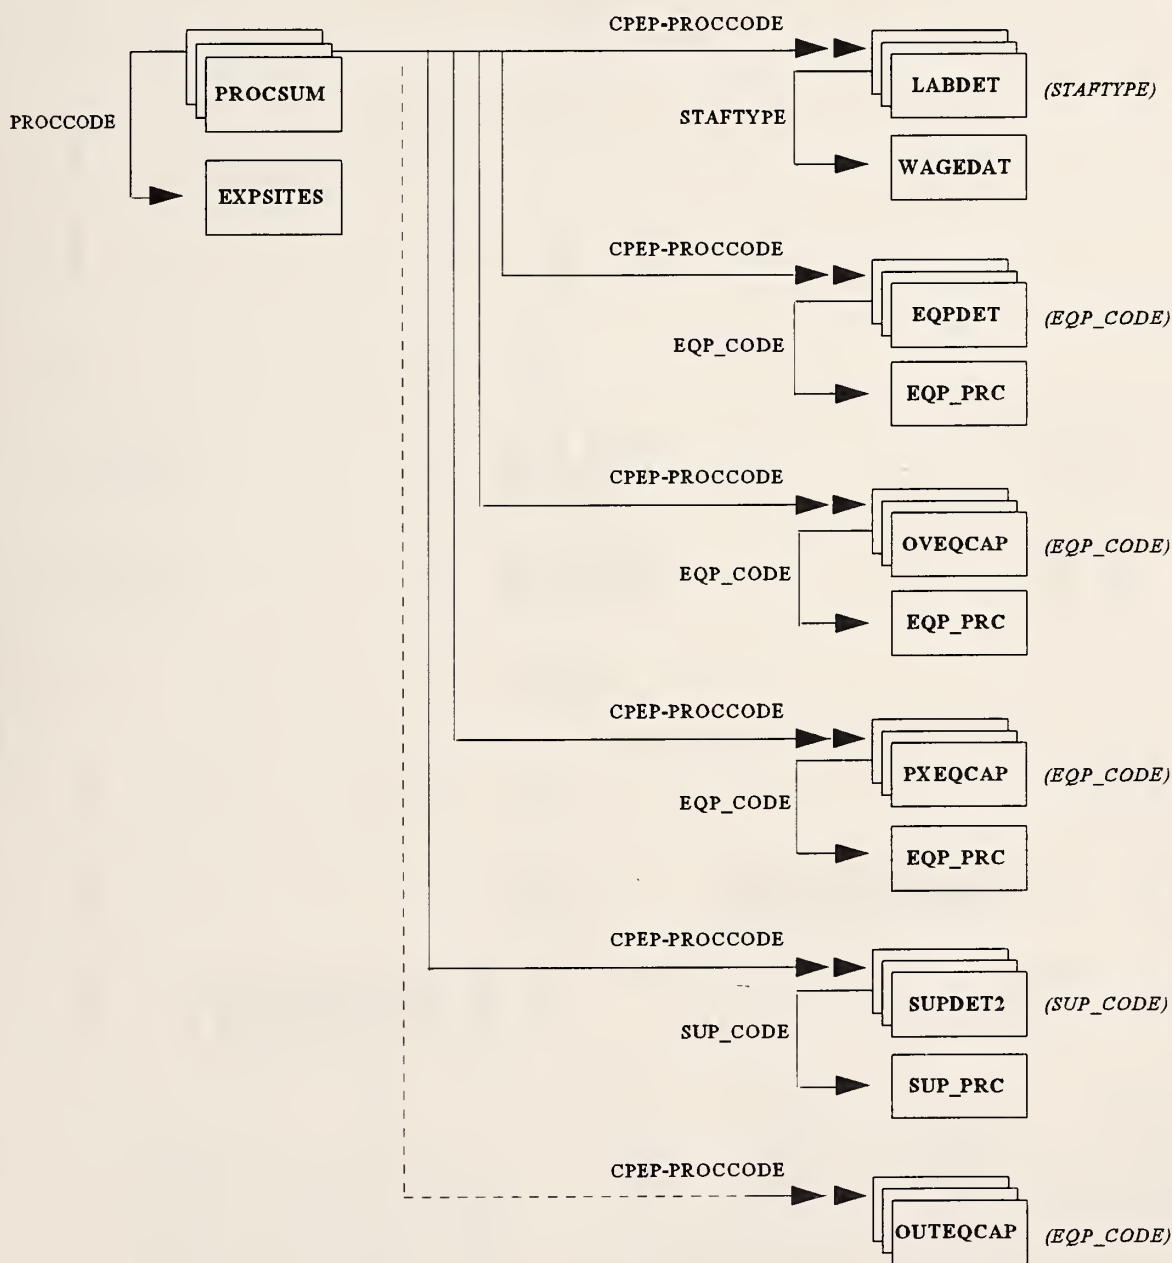 CPEP-PROCCODE
PROCSUM
LABDET
(STAFTYPE)
PROCCODE
STAFTYPE
EXPSITES
WAGEDAT
CPEP-PROCCODE
EQPDET
(EQP_CODE)
EQP_CODE
EQP_PRC
CPEP-PROCCODE
OVEQCAP
(EQP_CODE)
EQP_CODE
EQP_PRC
CPEP-PROCCODE
PXEQCAP
(EQP_CODE)
EQP_CODE
EQP_PRC
CPEP-PROCCODE
SUPDET2
(SUP_CODE)
SUP_CODE
SUP_PRC
CPEP-PROCCODE
OUTEQCAP
(EQP_CODE)